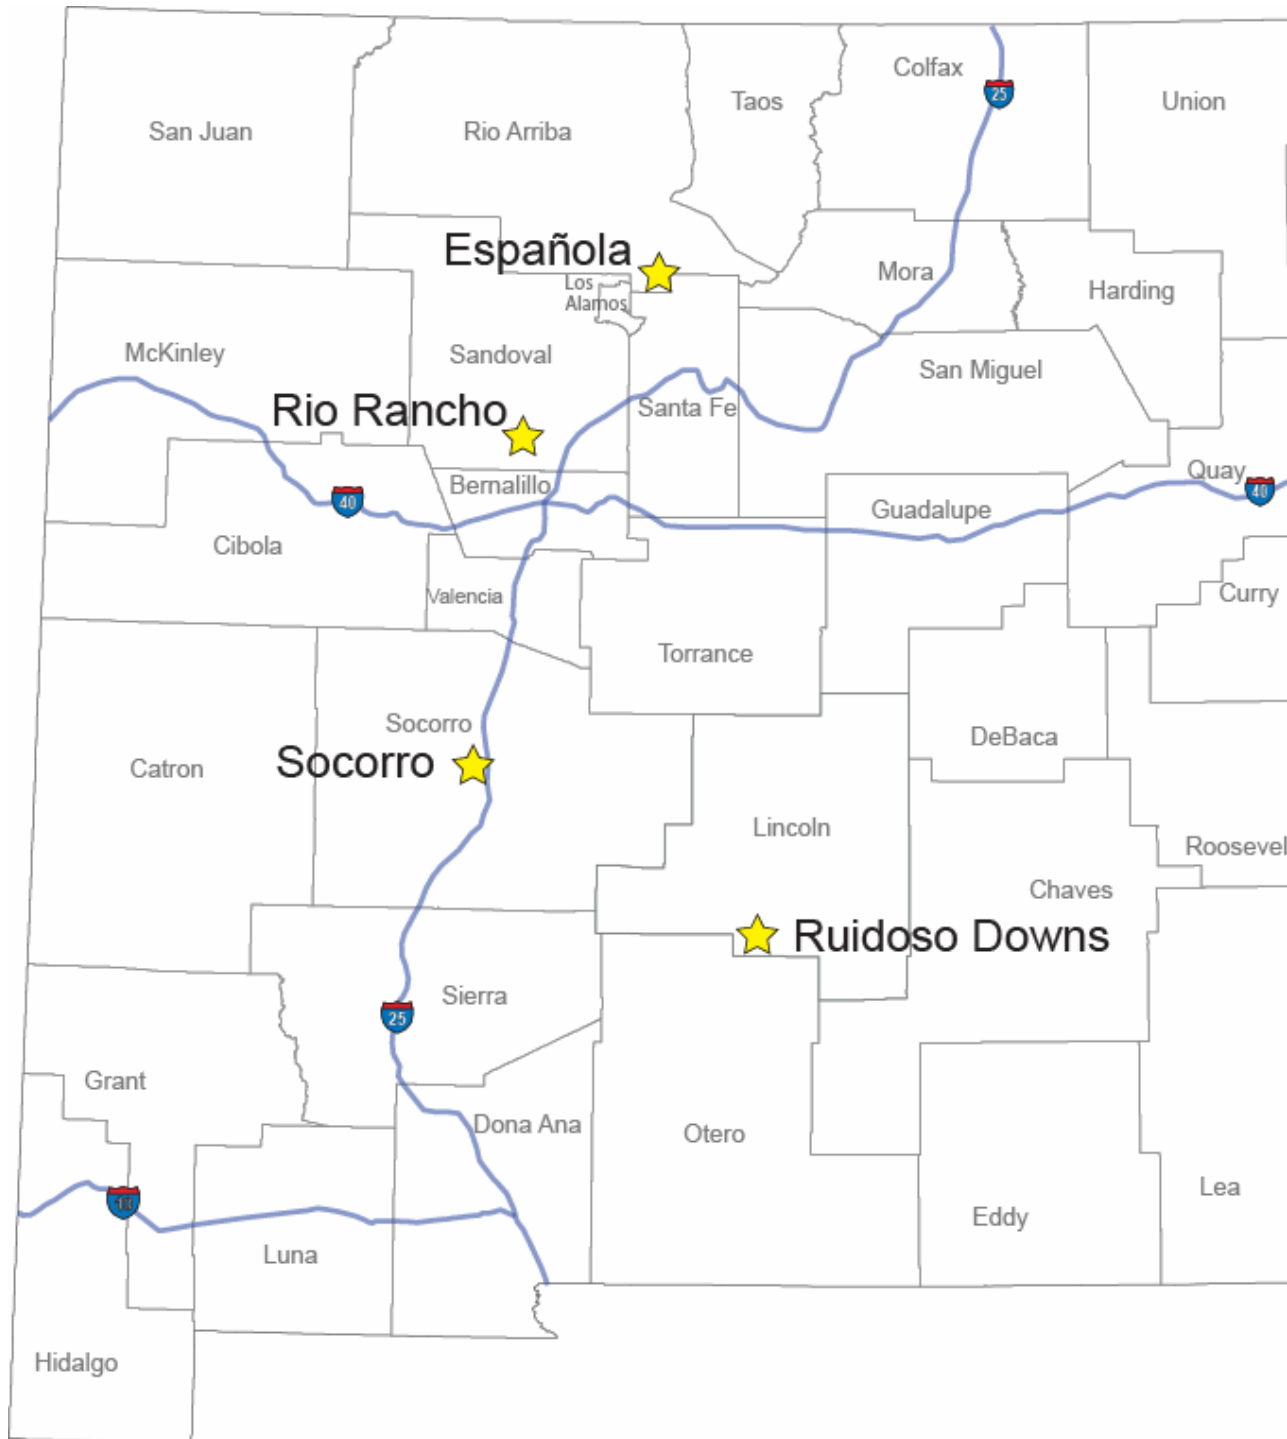 Colfax
25
Taos
Union
San Juan
Rio Arriba
Española
Mora
Los
Alamos
Harding
McKinley
Sandoval
San Miguel
Rio Rancho
Santa Fe
Quay
Bernalillo
40
40
Guadalupe
Cibola
Valencia
Curry
Torrance
Socorro
DeBaca
Socorro
Catron
Lincoln
Roosevel
Chaves
Ruidoso Downs
Sierra
25
Grant
Dona Ana
Otero
Lea
10
Eddy
Luna
Hidalgo